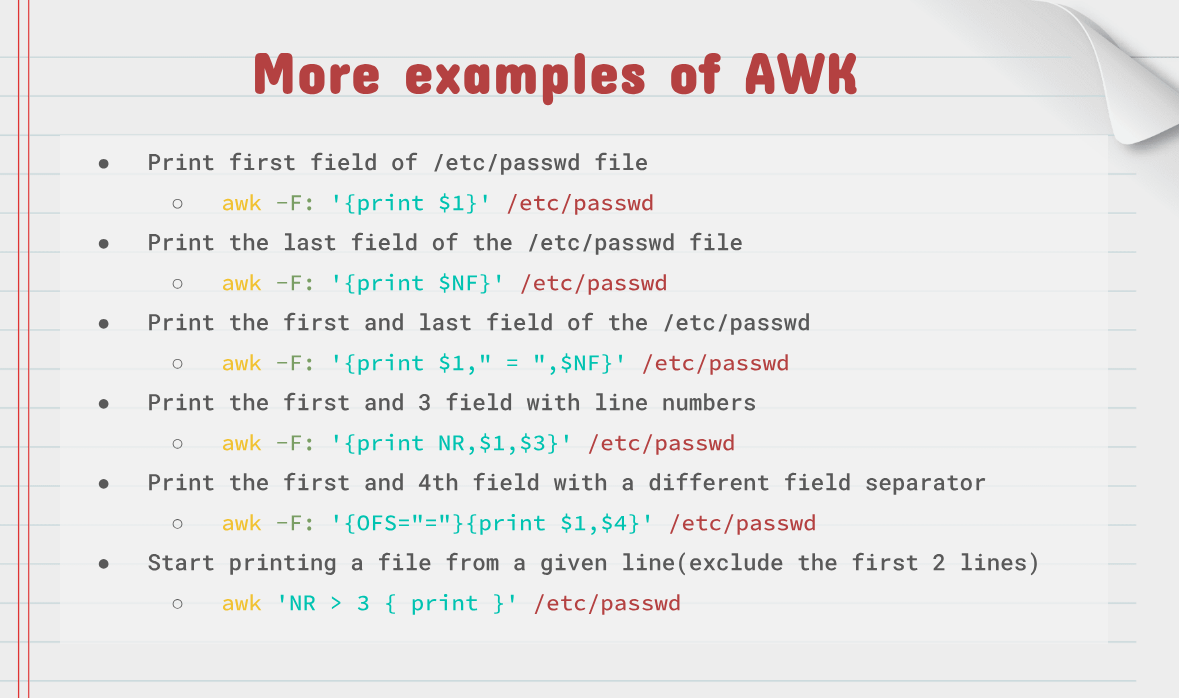 More examples of AWK
● Print first field of /etc/passwd file
○ awk -F: '{print $1}' /etc/passwd
● Print the last field of the /etc/passwd file
○ awk -F: '{print $NF}' /etc/passwd
● Print the first and last field of the /etc/passwd
○ awk -F: '{print $1," = ",$NF}' /etc/passwd
● Print the first and 3 field with line numbers
○ awk -F: '{print NR,$1,$3}' /etc/passwd
● Print the first and 4th field with a different field separator
○ awk -F: '{OFS="="}{print $1,$4}' /etc/passwd
● Start printing a file from a given line(exclude the first 2 lines)
○ awk 'NR > 3 { print }' /etc/passwd